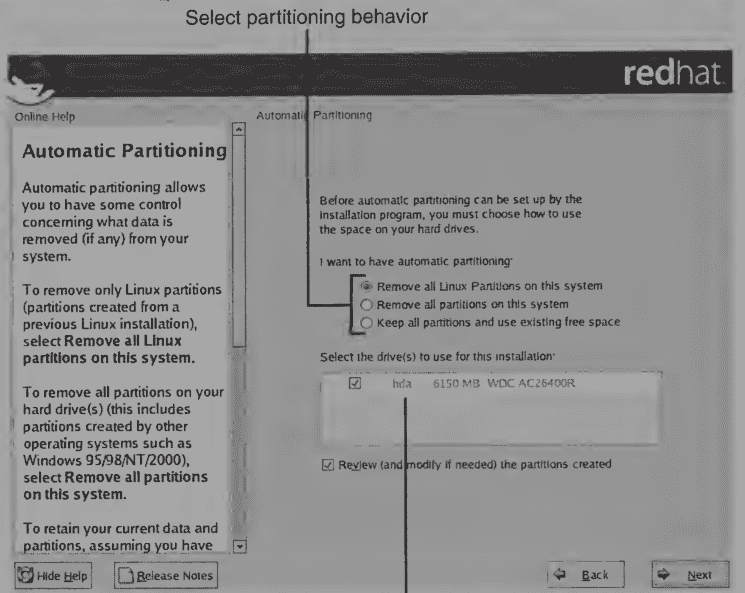 Select partitioning behavior
redhat
Online Help
Automatic Partitioning
Automatic Partitioning
Automatic partitioning allows
you to have some control
concerning what data is
removed (if any) from your
system.
To remove only Linux partitions
(partitions created from a
previous Linux installation),
select Remove all Linux
partitions on this system.
To remove all partitions on your
hard drive(s) (this includes
partitions created by other
operating systems such as
Windows 95/98/NT/2000),
select Remove all partitions
on this system.
To retain your current data and
partitions, assuming you have
Before automatic partitioning can be set up by the
installation program, you must choose how to use
the space on your hard drives.
I want to have automatic partitioning:
Remove all Linux Partitions on this system
Remove all partitions on this system
Keep all partitions and use existing free space
Select the drive(s) to use for this installation:
hda 6150 MB WDC AC26400R
Review (and modify if needed) the partitions created
Hide Help
Release Notes
Back
Next